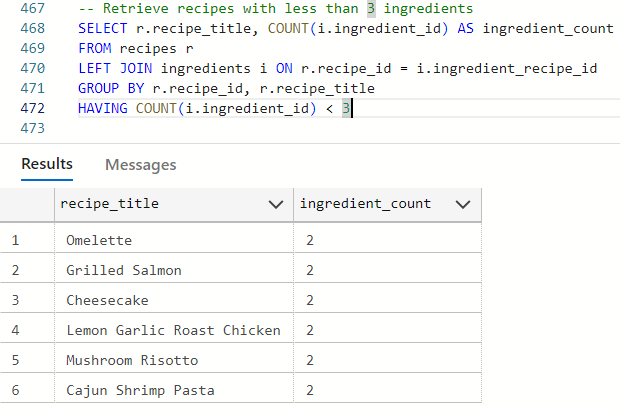 467 -- Retrieve recipes with less than 3 ingredients
468 SELECT r.recipe_title, COUNT(i.ingredient_id) AS ingredient_count
469 FROM recipes r
470 LEFT JOIN ingredients i ON r.recipe_id = i.ingredient_recipe_id
471 GROUP BY r.recipe_id, r.recipe_title
472 HAVING COUNT(i.ingredient_id) < 3
473
Results Messages
recipe_title ingredient_count
1 Omelette 2
2 Grilled Salmon 2
3 Cheesecake 2
4 Lemon Garlic Roast Chicken 2
5 Mushroom Risotto 2
6 Cajun Shrimp Pasta 2